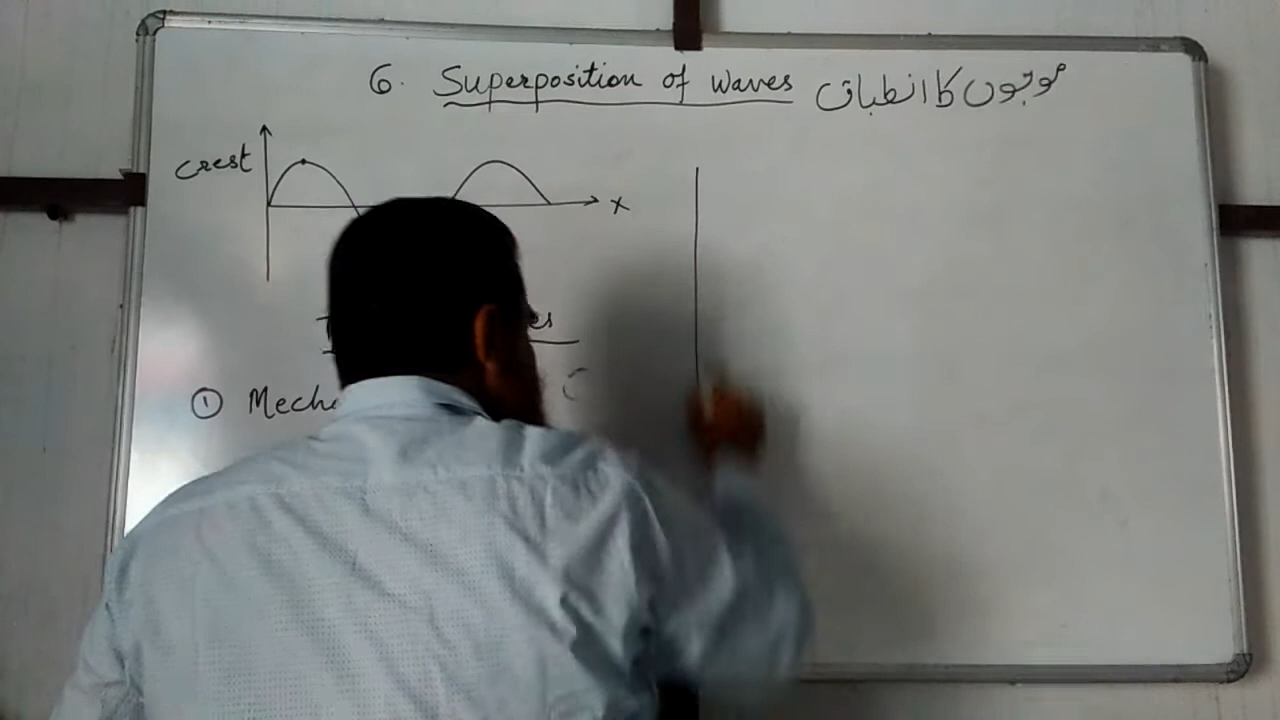 6. Superposition of waves موجوں کا انطباق
crest
x
① Mech